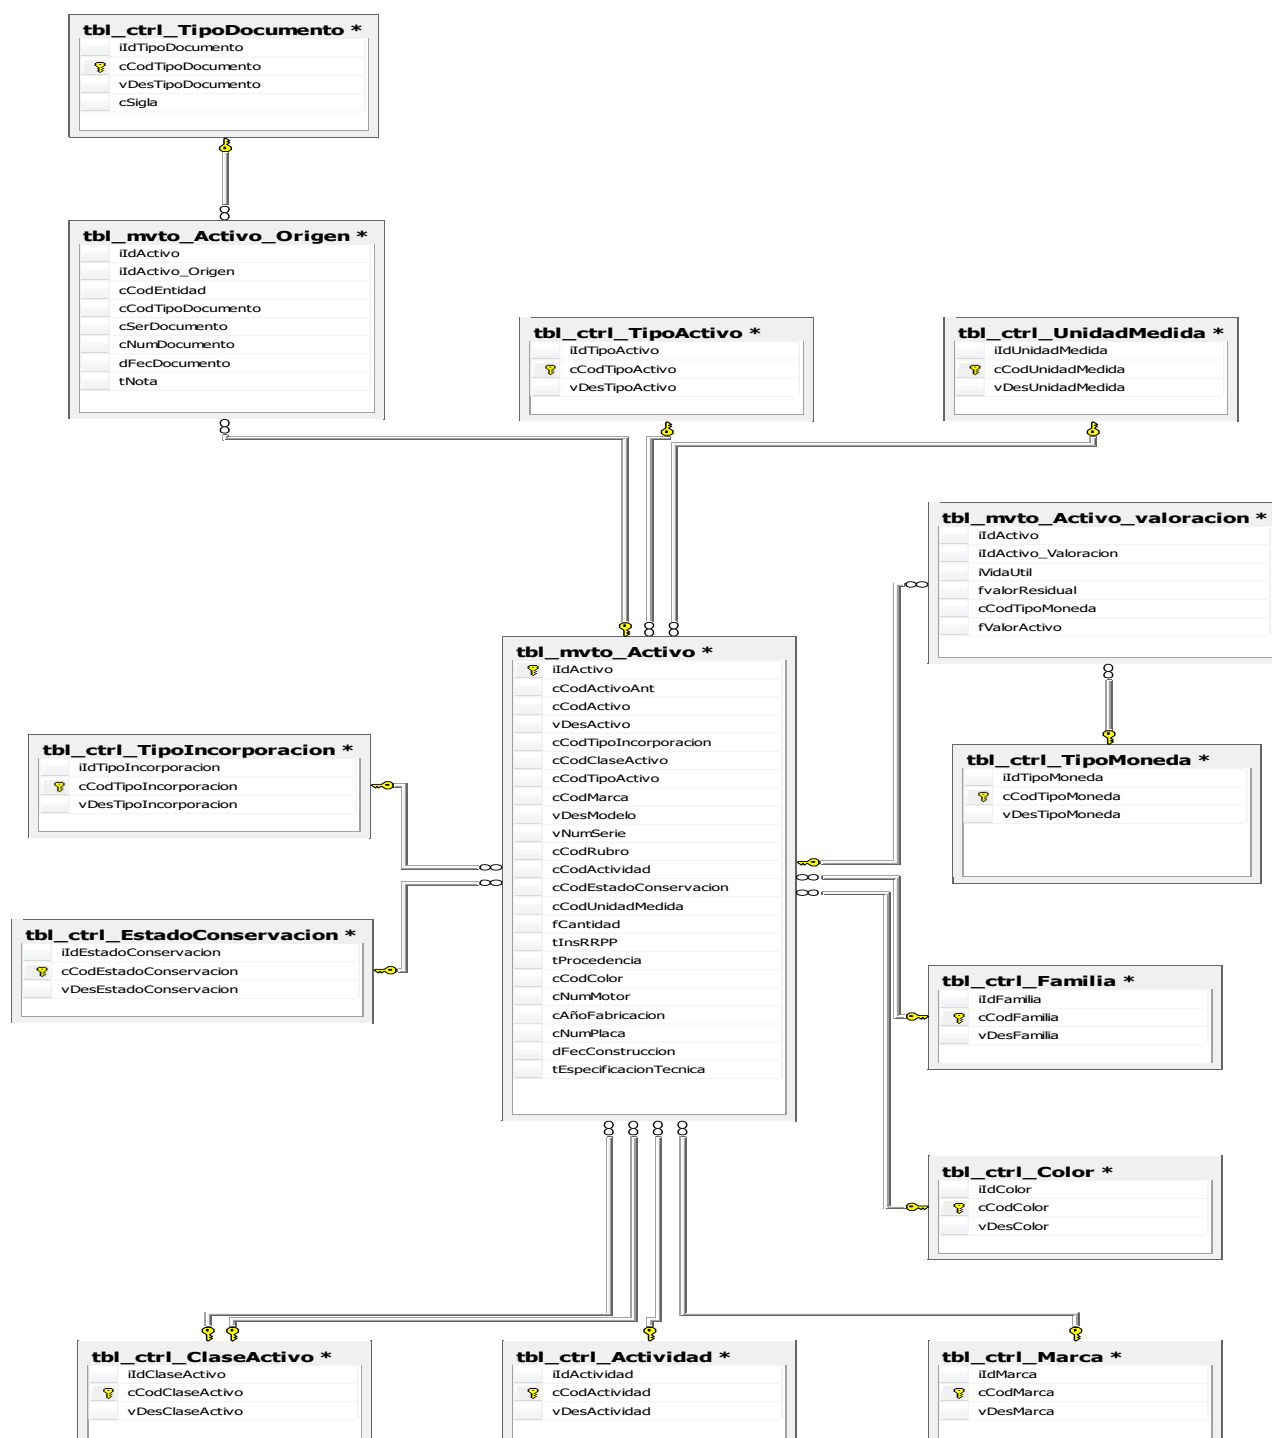 tbl_ctrl_TipoDocumento *
iIdTipoDocumento
cCodTipoDocumento
vDesTipoDocumento
cSigla
tbl_mvto_Activo_Origen *
iIdActivo
iIdActivo_Origen
cCodEntidad
cCodTipoDocumento
cSerDocumento
cNumDocumento
dFecDocumento
tNota
tbl_ctrl_TipoActivo *
iIdTipoActivo
cCodTipoActivo
vDesTipoActivo
tbl_ctrl_UnidadMedida *
iIdUnidadMedida
cCodUnidadMedida
vDesUnidadMedida
tbl_mvto_Activo_valoracion *
iIdActivo
iIdActivo_Valoracion
iVidaUtil
fvalorResidual
cCodTipoMoneda
fValorActivo
tbl_mvto_Activo *
iIdActivo
cCodActivoAnt
cCodActivo
vDesActivo
cCodTipoIncorporacion
cCodClaseActivo
cCodTipoActivo
cCodMarca
vDesModelo
vNumSerie
cCodRubro
cCodActividad
cCodEstadoConservacion
cCodUnidadMedida
fCantidad
tInsRRPP
tProcedencia
cCodColor
cNumMotor
cAñoFabricacion
cNumPlaca
dFecConstruccion
tEspecificacionTecnica
tbl_ctrl_TipoIncorporacion *
iIdTipoIncorporacion
cCodTipoIncorporacion
vDesTipoIncorporacion
tbl_ctrl_TipoMoneda *
iIdTipoMoneda
cCodTipoMoneda
vDesTipoMoneda
tbl_ctrl_EstadoConservacion *
iIdEstadoConservacion
cCodEstadoConservacion
vDesEstadoConservacion
tbl_ctrl_Familia *
iIdFamilia
cCodFamilia
vDesFamilia
tbl_ctrl_Color *
iIdColor
cCodColor
vDesColor
tbl_ctrl_ClaseActivo *
iIdClaseActivo
cCodClaseActivo
vDesClaseActivo
tbl_ctrl_Actividad *
iIdActividad
cCodActividad
vDesActividad
tbl_ctrl_Marca *
iIdMarca
cCodMarca
vDesMarca